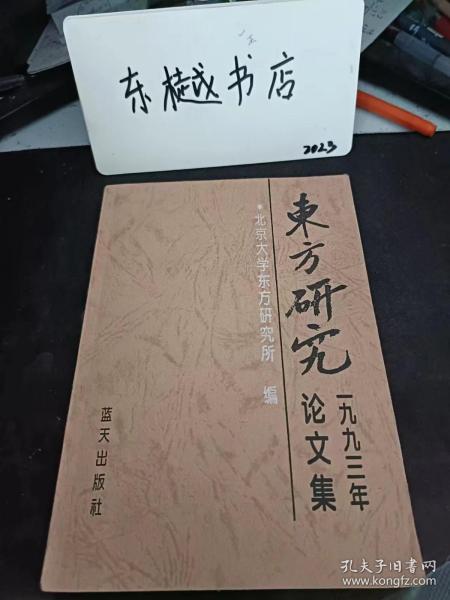 东樾书店
2023
東方研究
一九九三年
论文集
•北京大学东方研究所 编
蓝天出版社
孔夫子旧书网
www.kongfz.com